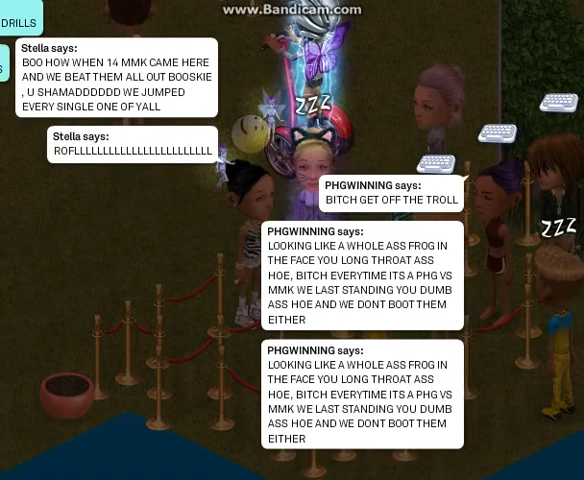 www.Bandicam.com
DRILLS
Stella says:
BOO HOW WHEN 14 MMK CAME HERE
AND WE BEAT THEM ALL OUT BOOSKIE
, U SHAMADDDDDD WE JUMPED
EVERY SINGLE ONE OF YALL
S
Stella says:
ROFLLLLLLLLLLLLLLLLLLLLLLLL
ZZZ
PHGWINNING says:
BITCH GET OFF THE TROLL
ZZZ
PHGWINNING says:
LOOKING LIKE A WHOLE ASS FROG IN
THE FACE YOU LONG THROAT ASS
HOE, BITCH EVERYTIME ITS A PHG VS
MMK WE LAST STANDING YOU DUMB
ASS HOE AND WE DONT BOOT THEM
EITHER
PHGWINNING says:
LOOKING LIKE A WHOLE ASS FROG IN
THE FACE YOU LONG THROAT ASS
HOE, BITCH EVERYTIME ITS A PHG VS
MMK WE LAST STANDING YOU DUMB
ASS HOE AND WE DONT BOOT THEM
EITHER